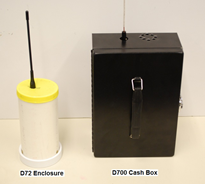 D72 Enclosure
D700 Cash Box